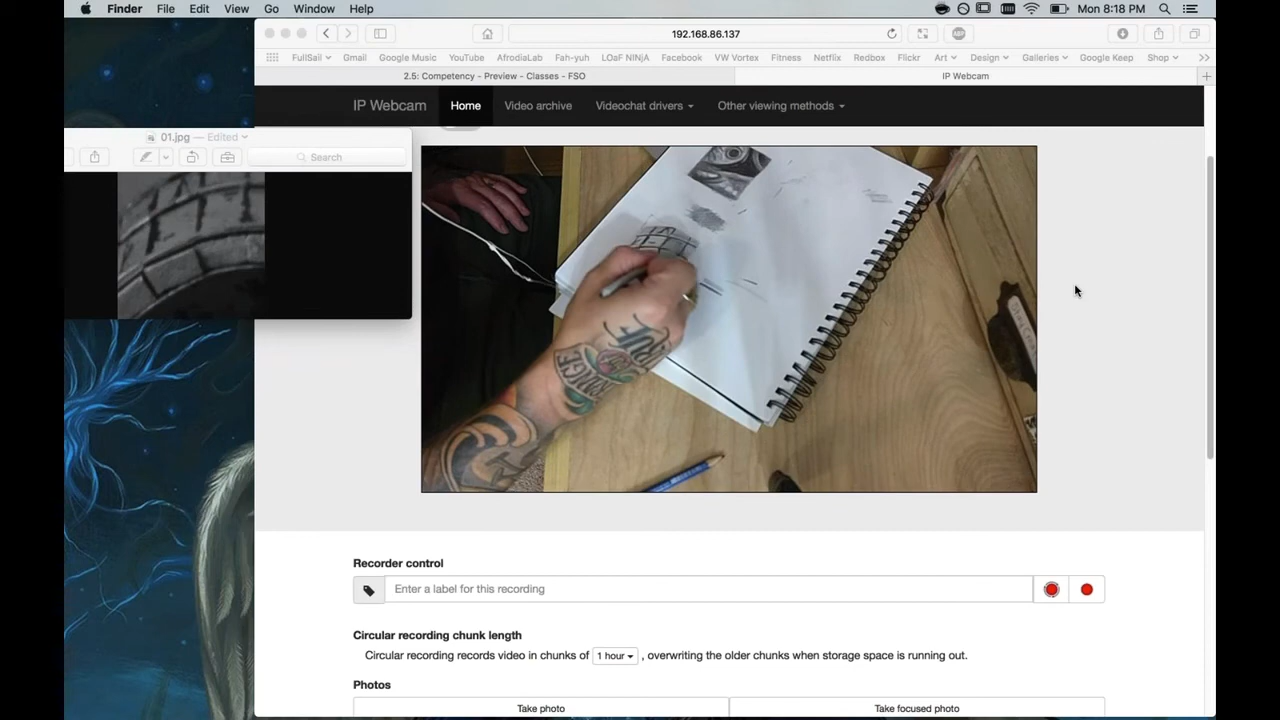 Finder File Edit View Go Window Help Mon 8:18 PM
192.168.86.137
FullSail Gmail Google Music YouTube AfrodiaLab Fah-yuh LOaF NINjA Facebook VW Vortex Fitness Netflix Redbox Flickr Art Design Galleries Google Keep Shop
2.5: Competency - Preview - Classes - FSO IP Webcam
IP Webcam Home Video archive Videochat drivers Other viewing methods
01.jpg — Edited
Search
Recorder control
Enter a label for this recording
Circular recording chunk length
Circular recording records video in chunks of 1 hour , overwriting the older chunks when storage space is running out.
Photos
Take photo Take focused photo